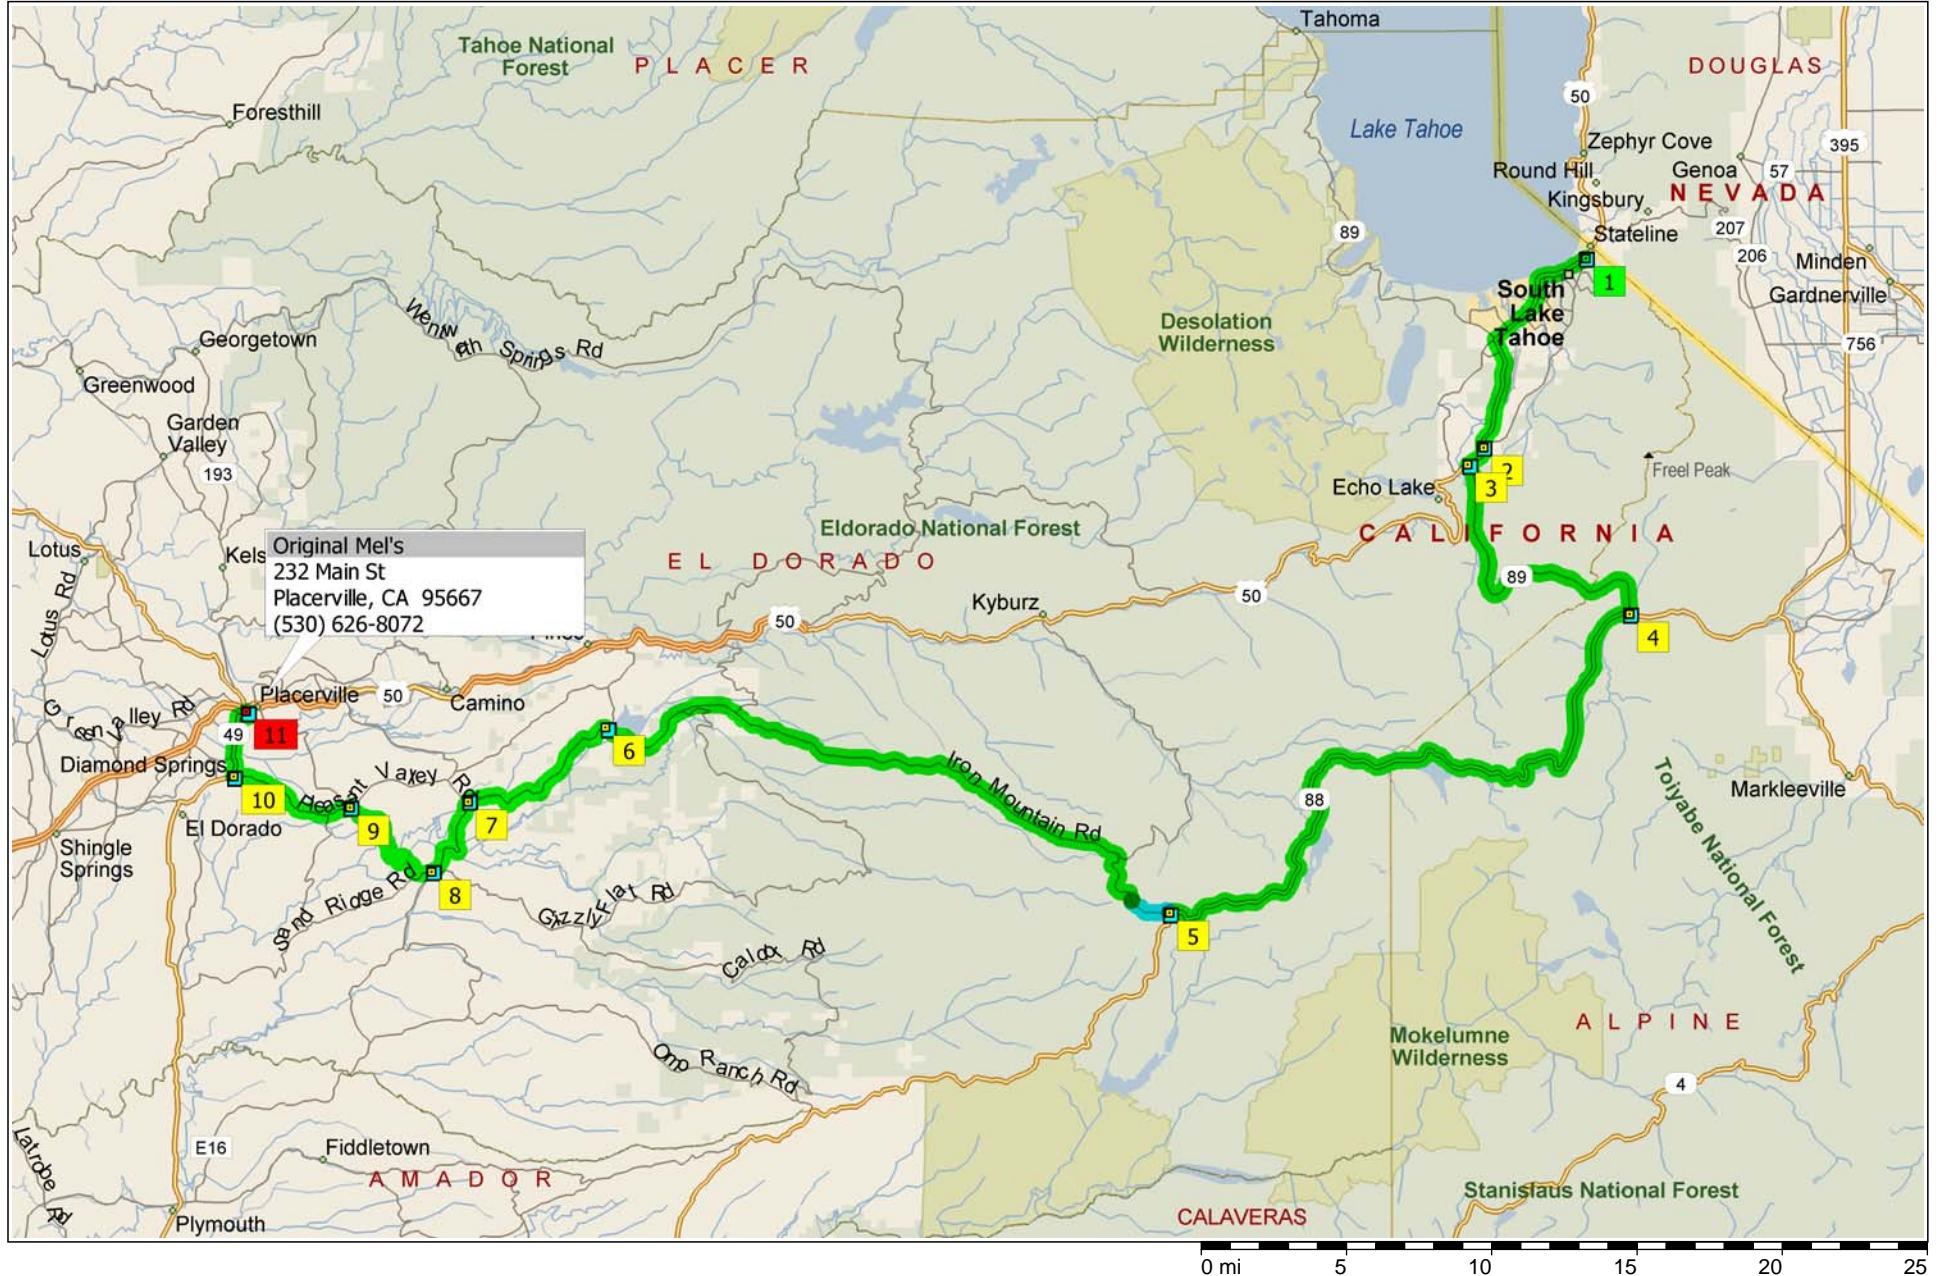 Tahoma
Tahoe National
Forest
PLACER
DOUGLAS
50
Foresthill
Lake Tahoe
Zephyr Cove
395
Round Hill
Genoa
57
Kingsbury
NEVADA
89
207
Stateline
206
Minden
1
Gardnerville
South
Lake
Tahoe
Wentworth Springs Rd
Desolation
Wilderness
Georgetown
756
Greenwood
Garden
Valley
193
Freel Peak
2
3
Echo Lake
Eldorado National Forest
CALIFORNIA
Lotus
Kels
Original Mel's
232 Main St
Placerville, CA 95667
(530) 626-8072
EL DORADO
89
50
Kyburz
50
Lotus Rd
4
Placerville
50
Camino
Green Valley Rd
49
11
6
Diamond Springs
Iron Mountain Rd
Toiyabe National Forest
Markleeville
10
Pleasant Valley Rd
88
9
7
El Dorado
Shingle
Springs
8
Sand Ridge Rd
Grizzly Flat Rd
5
Caldor Rd
ALPINE
Mokelumne
Wilderness
Omo Ranch Rd
4
E16
Fiddletown
Latrobe Rd
AMADOR
Stanislaus National Forest
Plymouth
CALAVERAS
0 mi 5 10 15 20 25